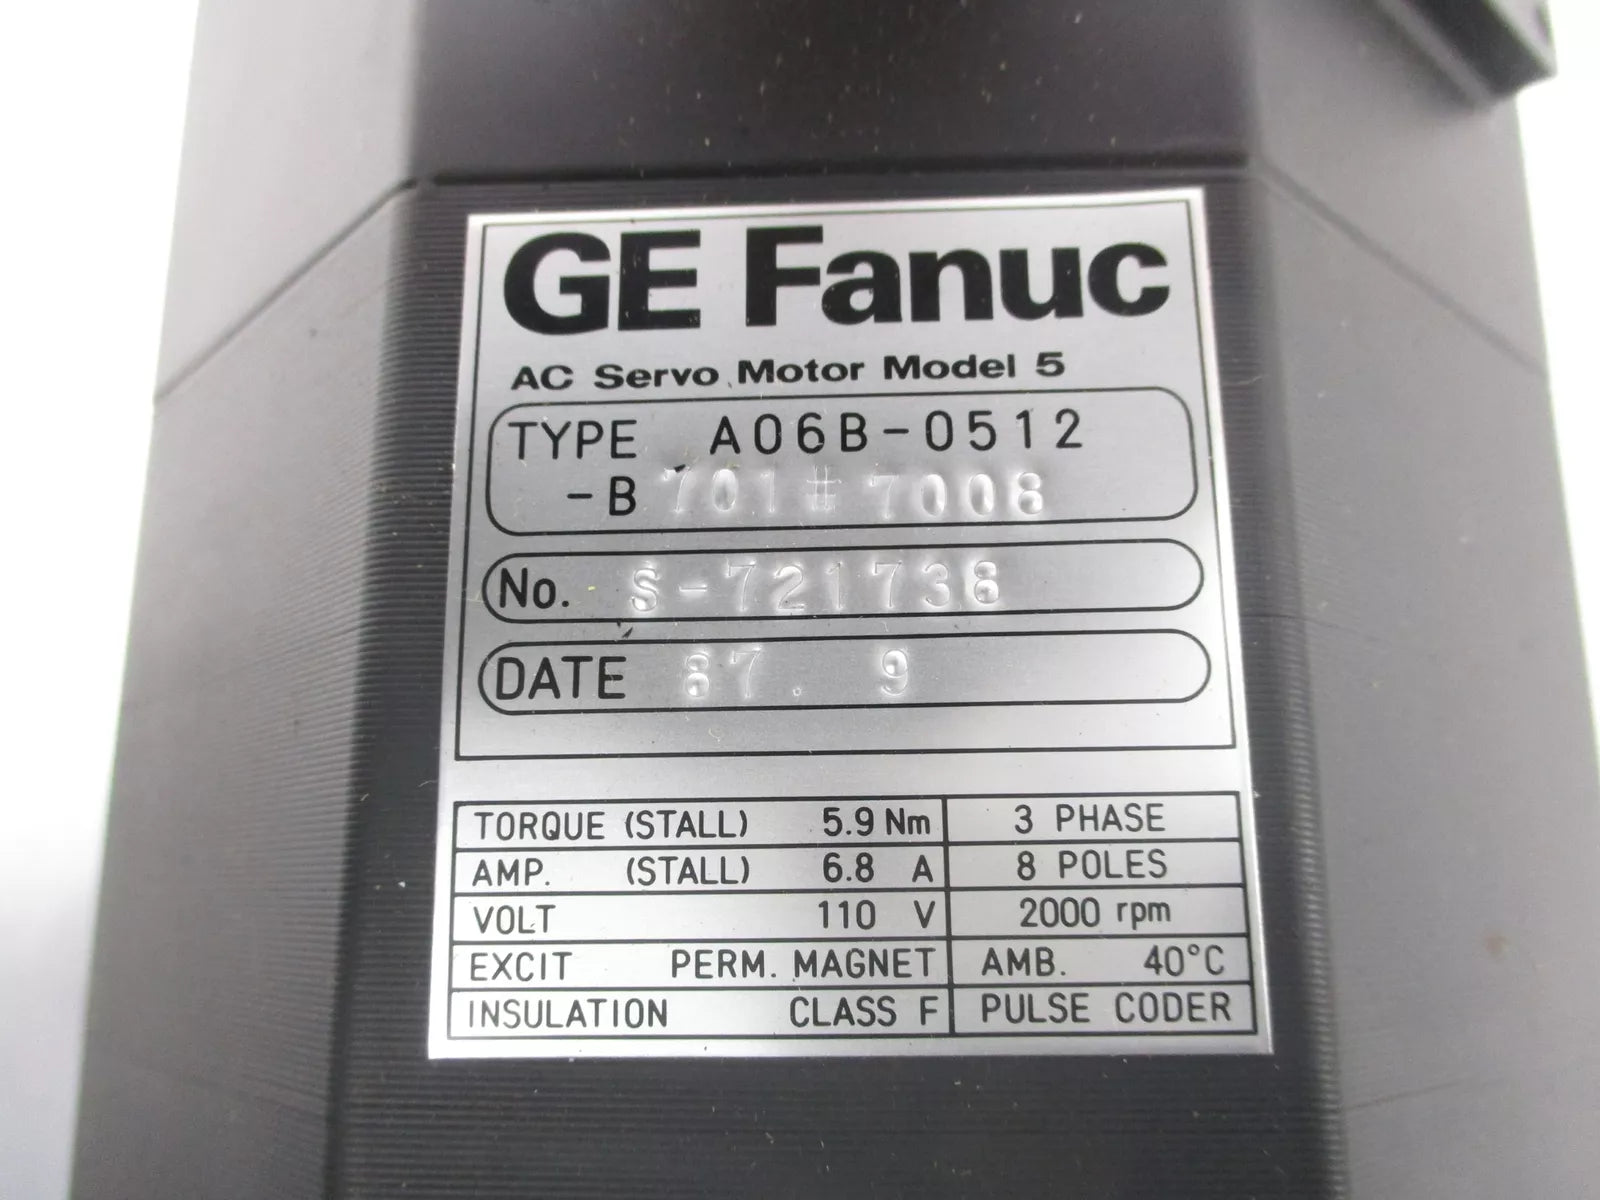 GE Fanuc
AC Servo Motor Model 5
TYPE A06B-0512
-B 701#7008
No. S-721738
DATE 87. 9
TORQUE (STALL) 5.9 Nm 3 PHASE
AMP. (STALL) 6.8 A 8 POLES
VOLT 110 V 2000 rpm
EXCIT PERM. MAGNET AMB. 40°C
INSULATION CLASS F PULSE CODER